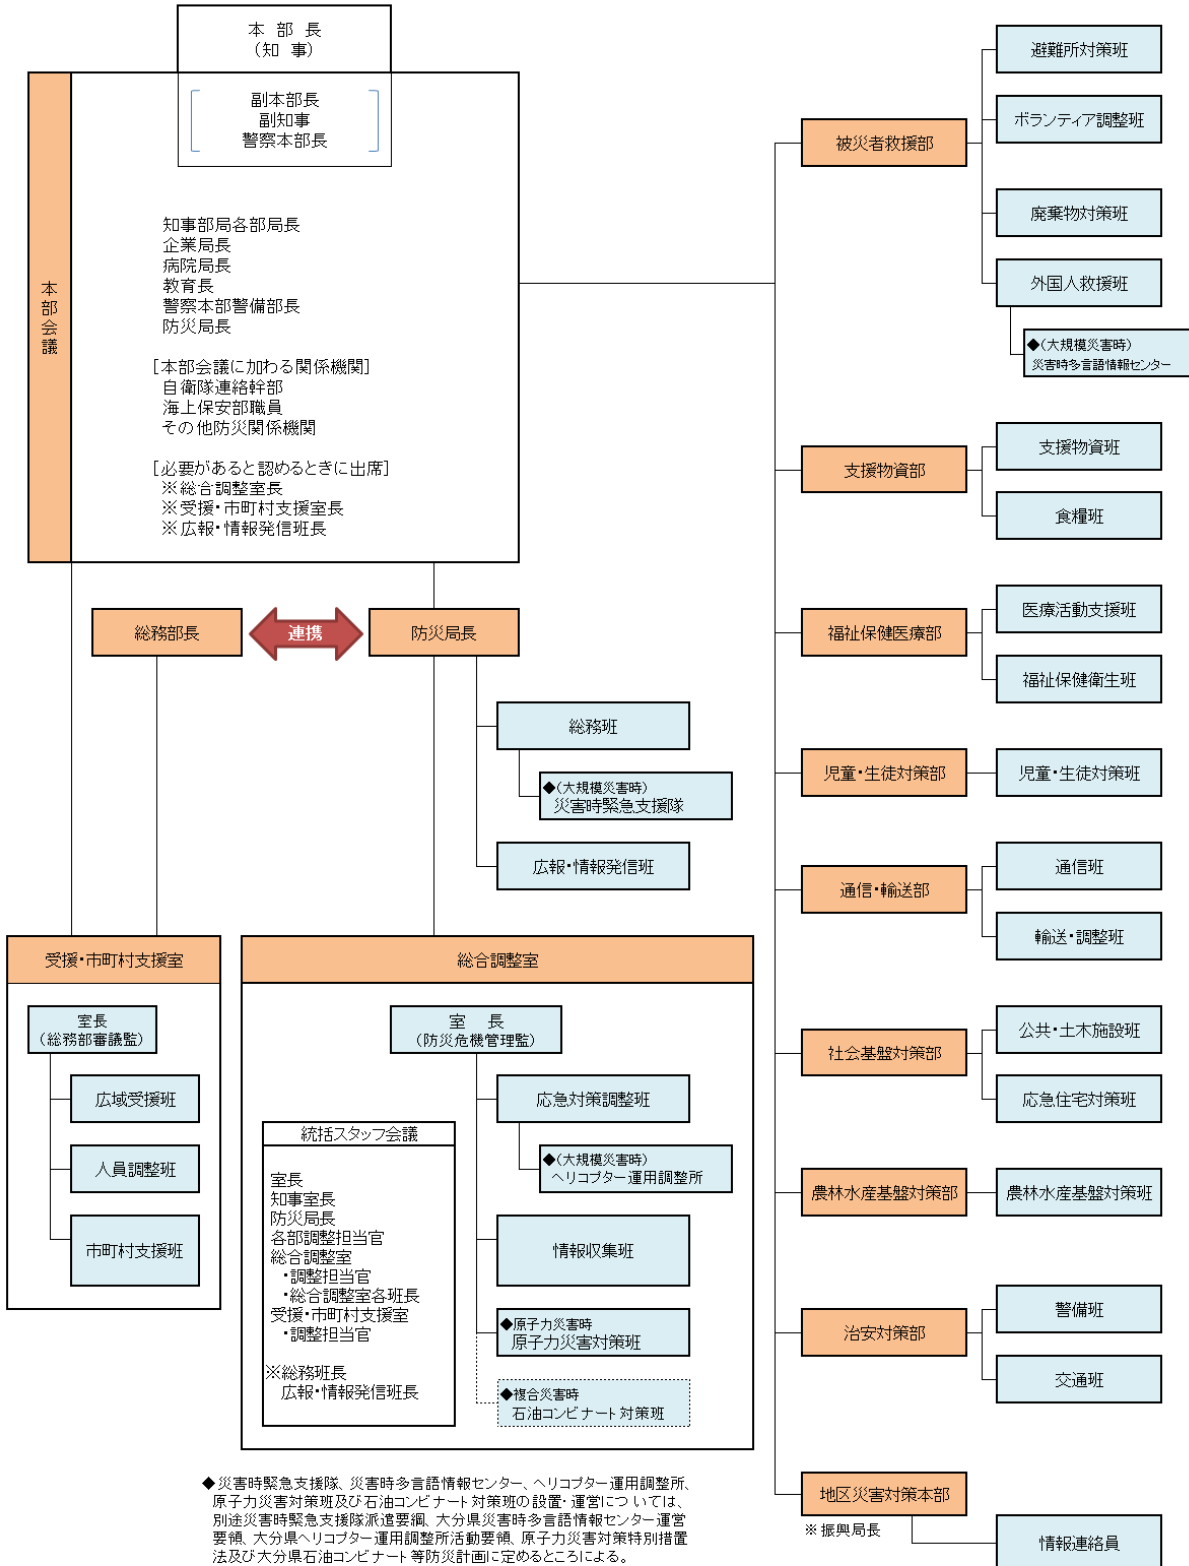 本 部 長
(知 事)
副本部長
副知事
警察本部長
本部会議
知事部局各部局長
企業局長
病院局長
教育長
警察本部警備部長
防災局長
[本部会議に加わる関係機関]
自衛隊連絡幹部
海上保安部職員
その他防災関係機関
[必要があると認めるときに出席]
※総合調整室長
※受援・市町村支援室長
※広報・情報発信班長
総務部長
連携
防災局長
総務班
◆(大規模災害時)
災害時緊急支援隊
広報・情報発信班
受援・市町村支援室
室長
(総務部審議監)
広域受援班
人員調整班
市町村支援班
総合調整室
室 長
(防災危機管理監)
統括スタッフ会議
室長
知事室長
防災局長
各部調整担当官
総合調整室
・調整担当官
・総合調整室各班長
受援・市町村支援室
・調整担当官
※総務班長
広報・情報発信班長
応急対策調整班
◆(大規模災害時)
ヘリコプター運用調整所
情報収集班
◆原子力災害時
原子力災害対策班
◆複合災害時
石油コンビナート対策班
被災者救援部
避難所対策班
ボランティア調整班
廃棄物対策班
外国人救援班
◆(大規模災害時)
災害時多言語情報センター
支援物資部
支援物資班
食糧班
福祉保健医療部
医療活動支援班
福祉保健衛生班
児童・生徒対策部
児童・生徒対策班
通信・輸送部
通信班
輸送・調整班
社会基盤対策部
公共・土木施設班
応急住宅対策班
農林水産基盤対策部
農林水産基盤対策班
治安対策部
警備班
交通班
地区災害対策本部
※振興局長
情報連絡員
◆災害時緊急支援隊、災害時多言語情報センター、ヘリコプター運用調整所、
原子力災害対策班及び石油コンビナート対策班の設置・運営については、
別途災害時緊急支援隊派遣要綱、大分県災害時多言語情報センター運営
要領、大分県ヘリコプター運用調整所活動要領、原子力災害対策特別措置
法及び大分県石油コンビナート等防災計画に定めるところによる。